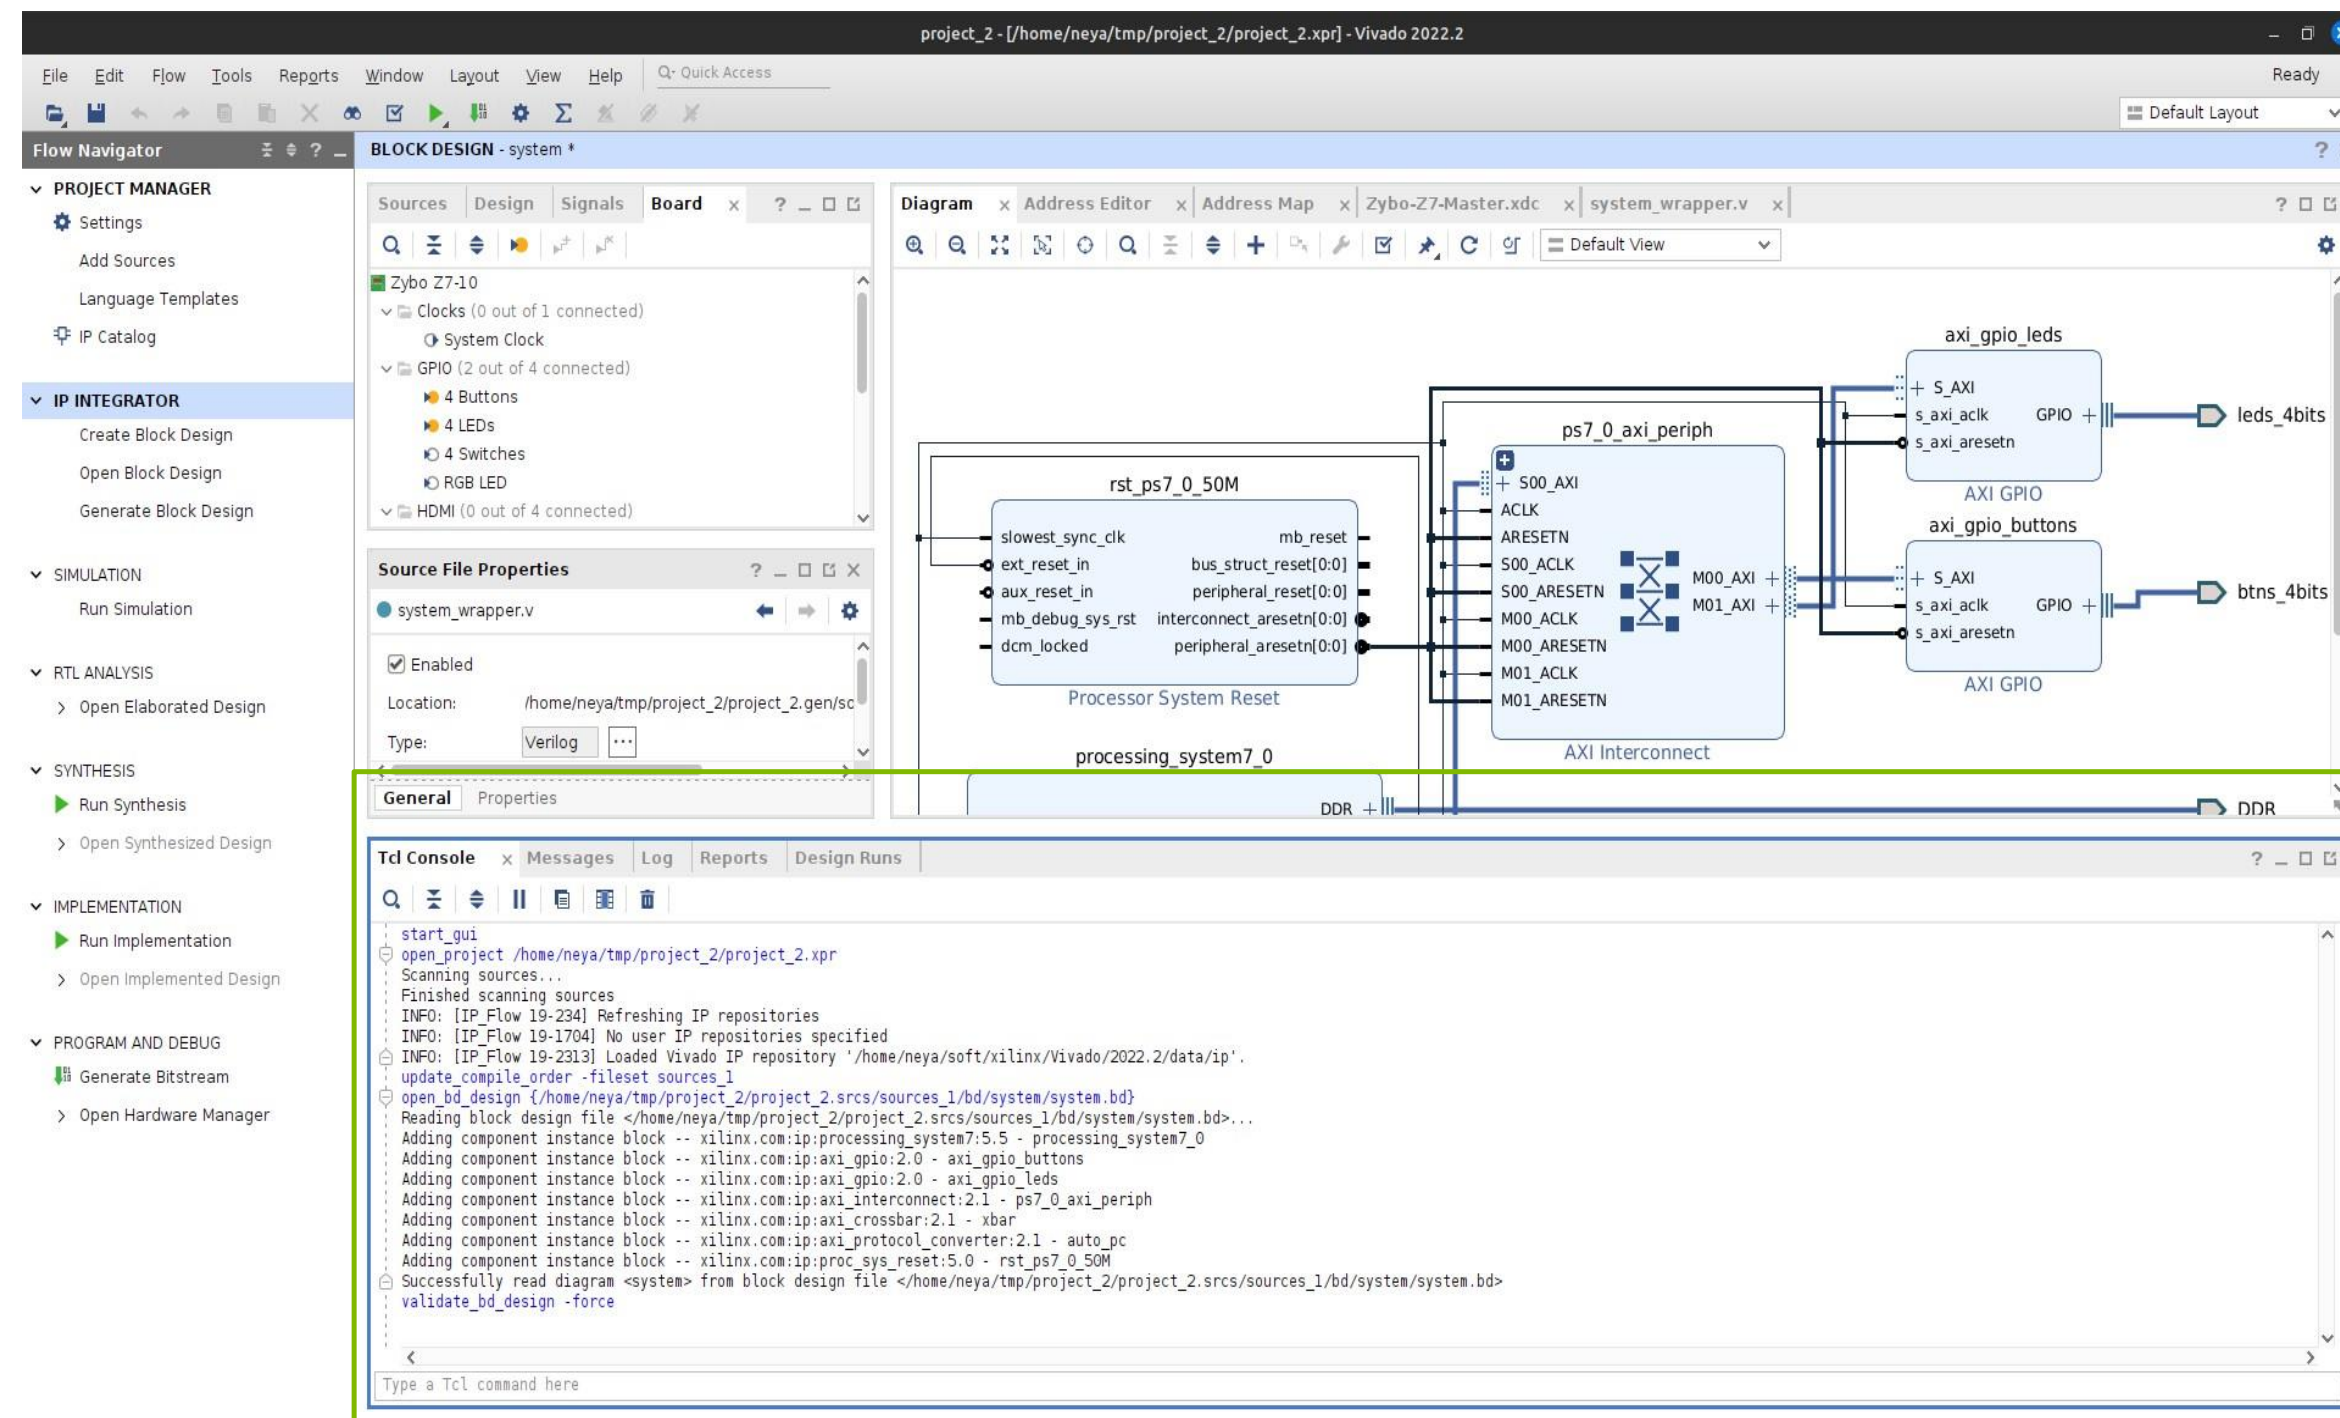 project_2 - [/home/neya/tmp/project_2/project_2.xpr] - Vivado 2022.2
File Edit Flow Tools Reports Window Layout View Help Quick Access Ready
Default Layout
Flow Navigator ? BLOCK DESIGN - system * ?
PROJECT MANAGER
Settings
Add Sources
Language Templates
IP Catalog
IP INTEGRATOR
Create Block Design
Open Block Design
Generate Block Design
SIMULATION
Run Simulation
RTL ANALYSIS
Open Elaborated Design
SYNTHESIS
Run Synthesis
Open Synthesized Design
IMPLEMENTATION
Run Implementation
Open Implemented Design
PROGRAM AND DEBUG
Generate Bitstream
Open Hardware Manager
Sources Design Signals Board ?
Zybo Z7-10
Clocks (0 out of 1 connected)
System Clock
GPIO (2 out of 4 connected)
4 Buttons
4 LEDs
4 Switches
RGB LED
HDMI (0 out of 4 connected)
Source File Properties ?
system_wrapper.v
Enabled
Location: /home/neya/tmp/project_2/project_2.gen/sc
Type: Verilog ...
General Properties
Diagram Address Editor Address Map Zybo-Z7-Master.xdc system_wrapper.v ?
Default View
rst_ps7_0_50M
slowest_sync_clk mb_reset
ext_reset_in bus_struct_reset[0:0]
aux_reset_in peripheral_reset[0:0]
mb_debug_sys_rst interconnect_aresetn[0:0]
dcm_locked peripheral_aresetn[0:0]
Processor System Reset
processing_system7_0
DDR
DDR
ps7_0_axi_periph
S00_AXI
ACLK
ARESETN
S00_ACLK
S00_ARESETN M00_AXI
M00_ACLK M01_AXI
M00_ARESETN
M01_ACLK
M01_ARESETN
AXI Interconnect
axi_gpio_leds
S_AXI
s_axi_aclk GPIO leds_4bits
s_axi_aresetn
AXI GPIO
axi_gpio_buttons
S_AXI
s_axi_aclk GPIO btns_4bits
s_axi_aresetn
AXI GPIO
Tcl Console Messages Log Reports Design Runs ?
start_gui
open_project /home/neya/tmp/project_2/project_2.xpr
Scanning sources...
Finished scanning sources
INFO: [IP_Flow 19-234] Refreshing IP repositories
INFO: [IP_Flow 19-1704] No user IP repositories specified
INFO: [IP_Flow 19-2313] Loaded Vivado IP repository '/home/neya/soft/xilinx/Vivado/2022.2/data/ip'.
update_compile_order -fileset sources_1
open_bd_design {/home/neya/tmp/project_2/project_2.srcs/sources_1/bd/system/system.bd}
Reading block design file </home/neya/tmp/project_2/project_2.srcs/sources_1/bd/system/system.bd>...
Adding component instance block -- xilinx.com:ip:processing_system7:5.5 - processing_system7_0
Adding component instance block -- xilinx.com:ip:axi_gpio:2.0 - axi_gpio_buttons
Adding component instance block -- xilinx.com:ip:axi_gpio:2.0 - axi_gpio_leds
Adding component instance block -- xilinx.com:ip:axi_interconnect:2.1 - ps7_0_axi_periph
Adding component instance block -- xilinx.com:ip:axi_crossbar:2.1 - xbar
Adding component instance block -- xilinx.com:ip:axi_protocol_converter:2.1 - auto_pc
Adding component instance block -- xilinx.com:ip:proc_sys_reset:5.0 - rst_ps7_0_50M
Successfully read diagram <system> from block design file </home/neya/tmp/project_2/project_2.srcs/sources_1/bd/system/system.bd>
validate_bd_design -force
Type a Tcl command here